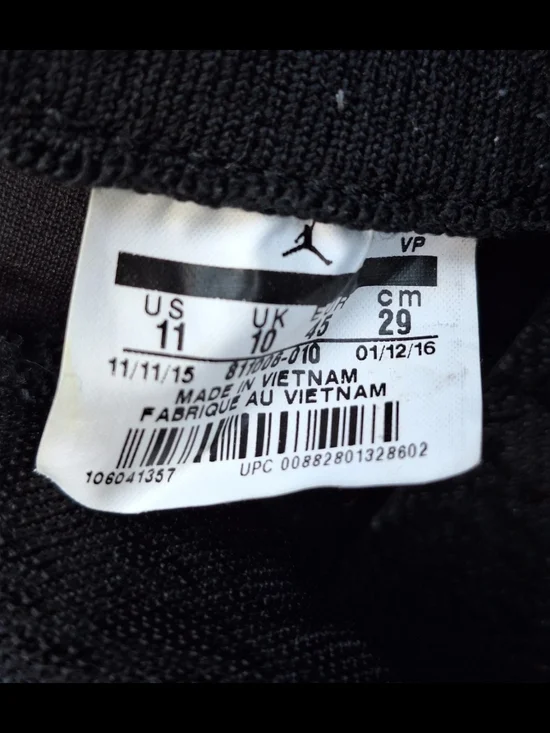 VP
US UK EUR cm
11 10 45 29
11/11/15 811006-010 01/12/16
MADE IN VIETNAM
FABRIQUE AU VIETNAM
106041357 UPC 00882801328602